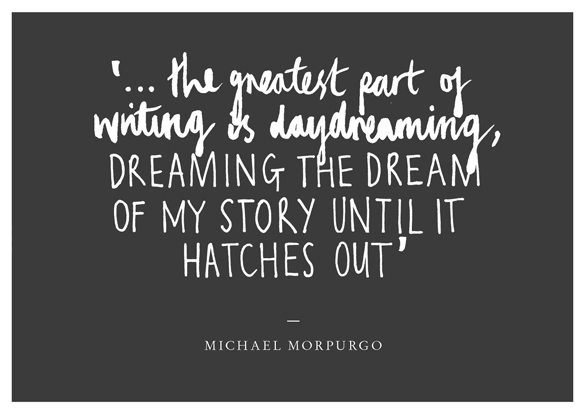 '... the greatest part of
writing is daydreaming,
DREAMING THE DREAM
OF MY STORY UNTIL IT
HATCHES OUT'
—
MICHAEL MORPURGO